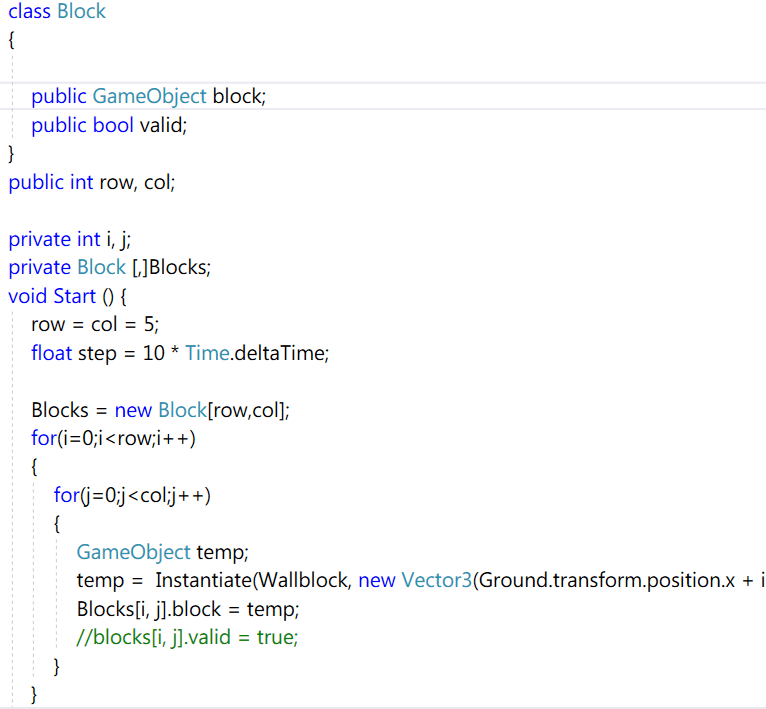 class Block
{
public GameObject block;
public bool valid;
}
public int row, col;
private int i, j;
private Block [,]Blocks;
void Start () {
row = col = 5;
float step = 10 * Time.deltaTime;
Blocks = new Block[row,col];
for(i=0;i<row;i++)
{
for(j=0;j<col;j++)
{
GameObject temp;
temp = Instantiate(Wallblock, new Vector3(Ground.transform.position.x + i
Blocks[i, j].block = temp;
//blocks[i, j].valid = true;
}
}